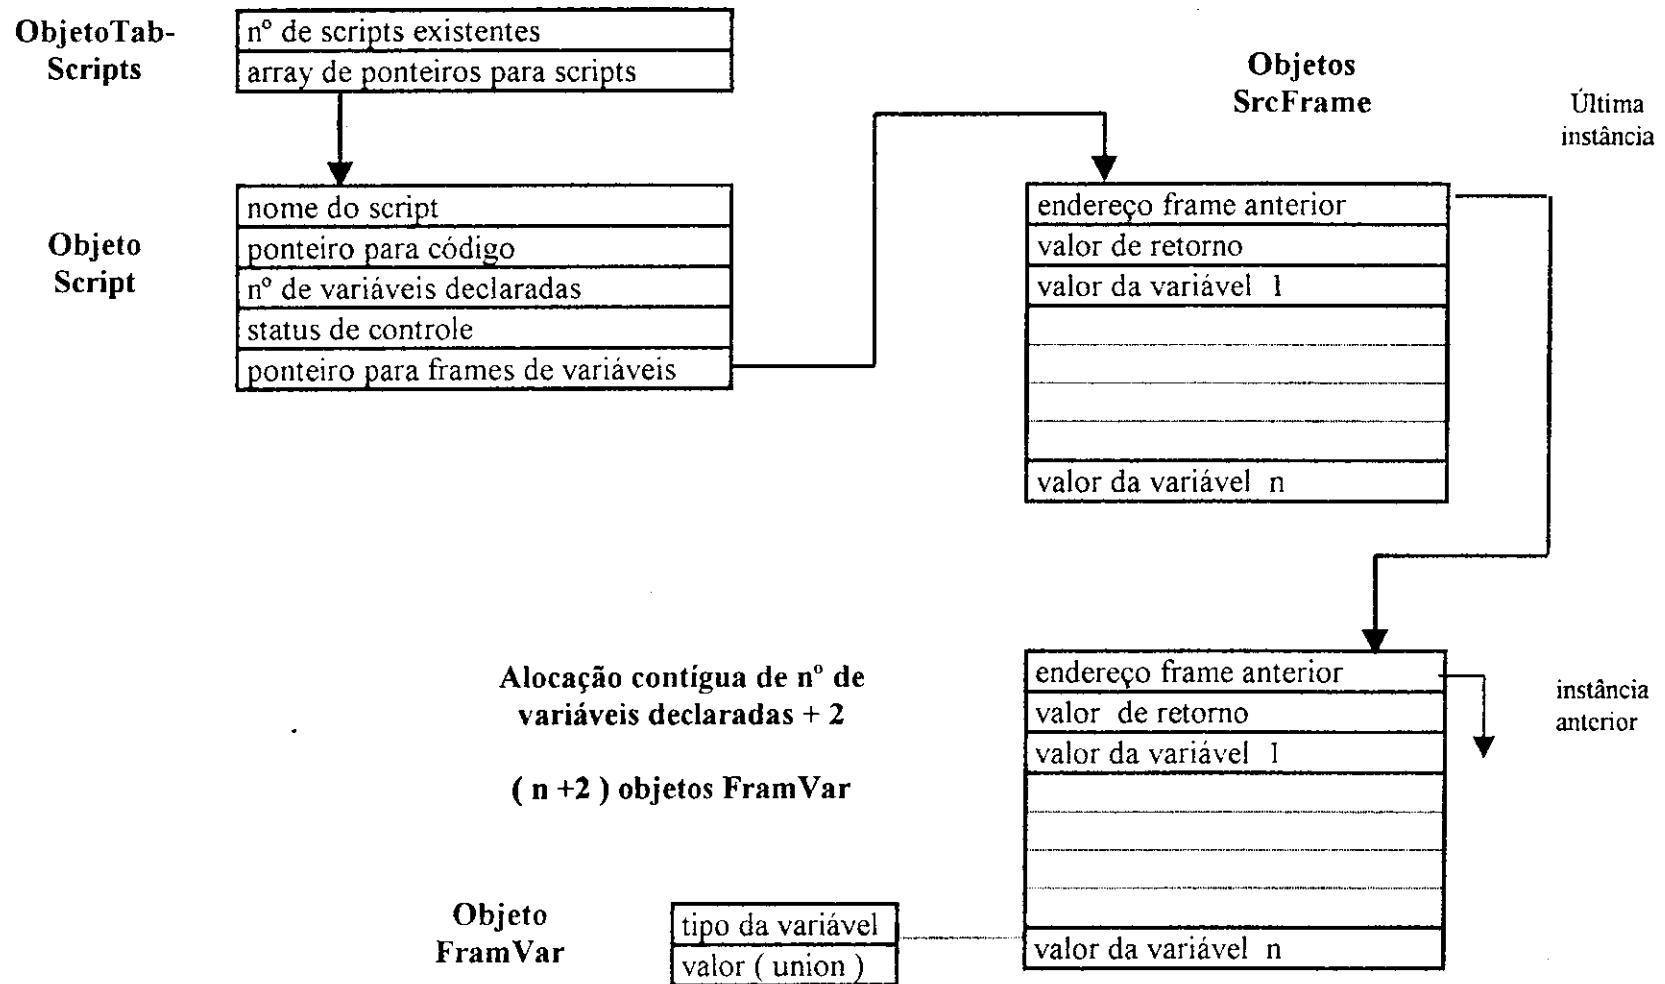 ObjetoTab-
Scripts
nº de scripts existentes
array de ponteiros para scripts
Objetos
SrcFrame
Última
instância
Objeto
Script
nome do script
ponteiro para código
nº de variáveis declaradas
status de controle
ponteiro para frames de variáveis
endereço frame anterior
valor de retorno
valor da variável 1
valor da variável n
Alocação contígua de nº de
variáveis declaradas + 2
( n +2 ) objetos FramVar
endereço frame anterior
valor de retorno
valor da variável 1
valor da variável n
instância
anterior
Objeto
FramVar
tipo da variável
valor ( union )